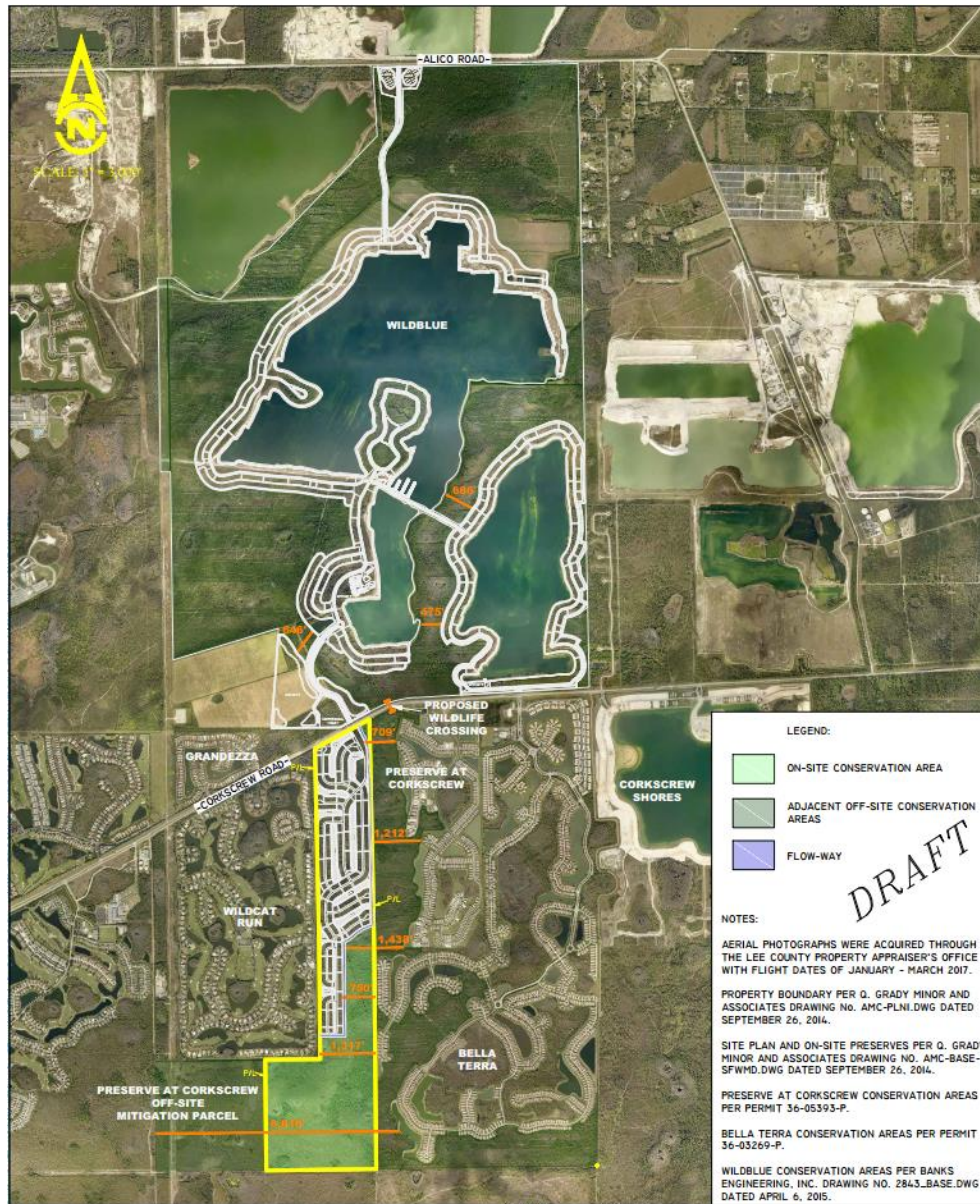 -ALICO ROAD-
N
SCALE: 1" = 3,000'
WILDBLUE
686'
475'
646'
PROPOSED
WILDLIFE
CROSSING
709'
GRANDEZZA
P/L
-CORKSCREW ROAD-
PRESERVE AT
CORKSCREW
CORKSCREW
SHORES
1,212'
P/L
WILDCAT
RUN
1,438'
790'
BELLA
TERRA
1,317'
P/L
PRESERVE AT CORKSCREW
OFF-SITE
MITIGATION PARCEL
LEGEND:
ON-SITE CONSERVATION AREA
ADJACENT OFF-SITE CONSERVATION
AREAS
FLOW-WAY
DRAFT
NOTES:
AERIAL PHOTOGRAPHS WERE ACQUIRED THROUGH
THE LEE COUNTY PROPERTY APPRAISER'S OFFICE
WITH FLIGHT DATES OF JANUARY - MARCH 2017.
PROPERTY BOUNDARY PER Q. GRADY MINOR AND
ASSOCIATES DRAWING No. AMC-PLN1.DWG DATED
SEPTEMBER 26, 2014.
SITE PLAN AND ON-SITE PRESERVES PER Q. GRADY
MINOR AND ASSOCIATES DRAWING NO. AMC-BASE-
SFWMD.DWG DATED SEPTEMBER 26, 2014.
PRESERVE AT CORKSCREW CONSERVATION AREAS
PER PERMIT 36-05393-P.
BELLA TERRA CONSERVATION AREAS PER PERMIT
36-03269-P.
WILDBLUE CONSERVATION AREAS PER BANKS
ENGINEERING, INC. DRAWING NO. 2843_BASE.DWG
DATED APRIL 6, 2015.